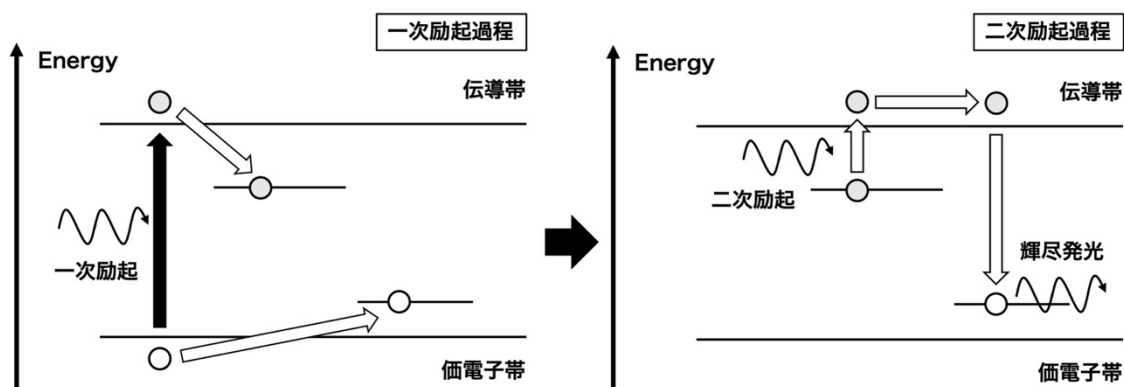 一次励起過程
Energy
伝導帯
一次励起
価電子帯
二次励起過程
Energy
伝導帯
二次励起
輝尽発光
価電子帯